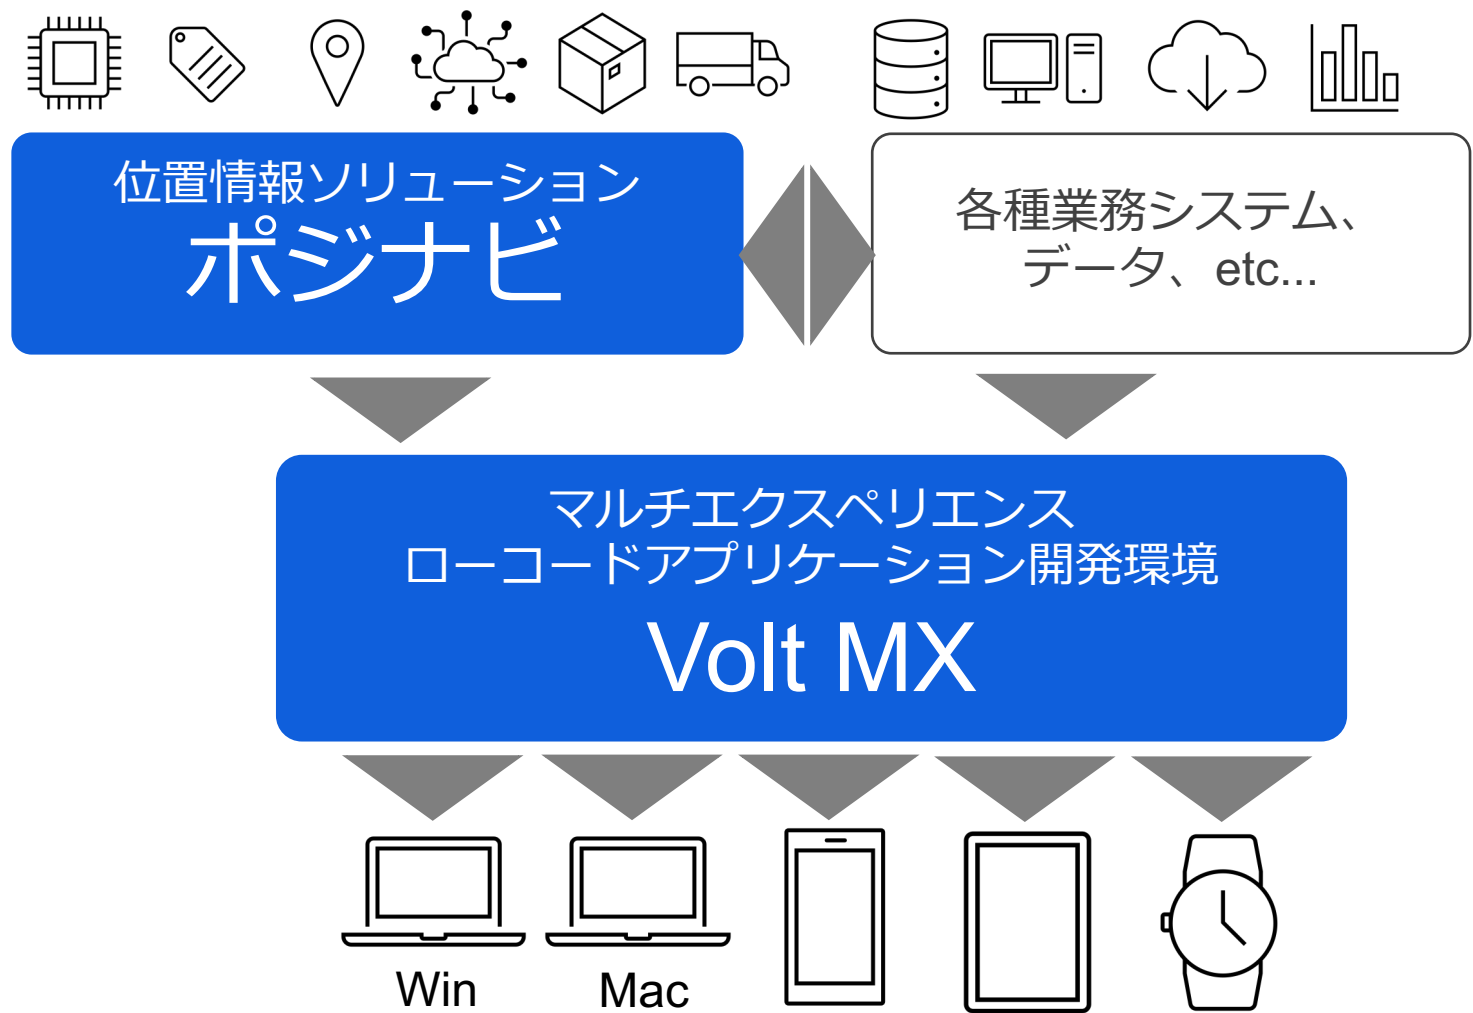 位置情報ソリューション
ポジナビ
各種業務システム、
データ、etc...
マルチエクスペリエンス
ローコードアプリケーション開発環境
Volt MX
Win
Mac